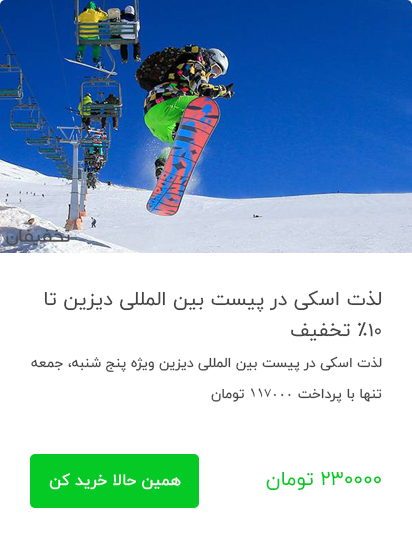 تخفیفان
لذت اسکی در پیست بین المللی دیزین تا
۱۰٪ تخفیف
لذت اسکی در پیست بین المللی دیزین ویژه پنج شنبه، جمعه
تنها با پرداخت ۱۱۷۰۰۰ تومان
۲۳۰۰۰۰ تومان
همین حالا خرید کن